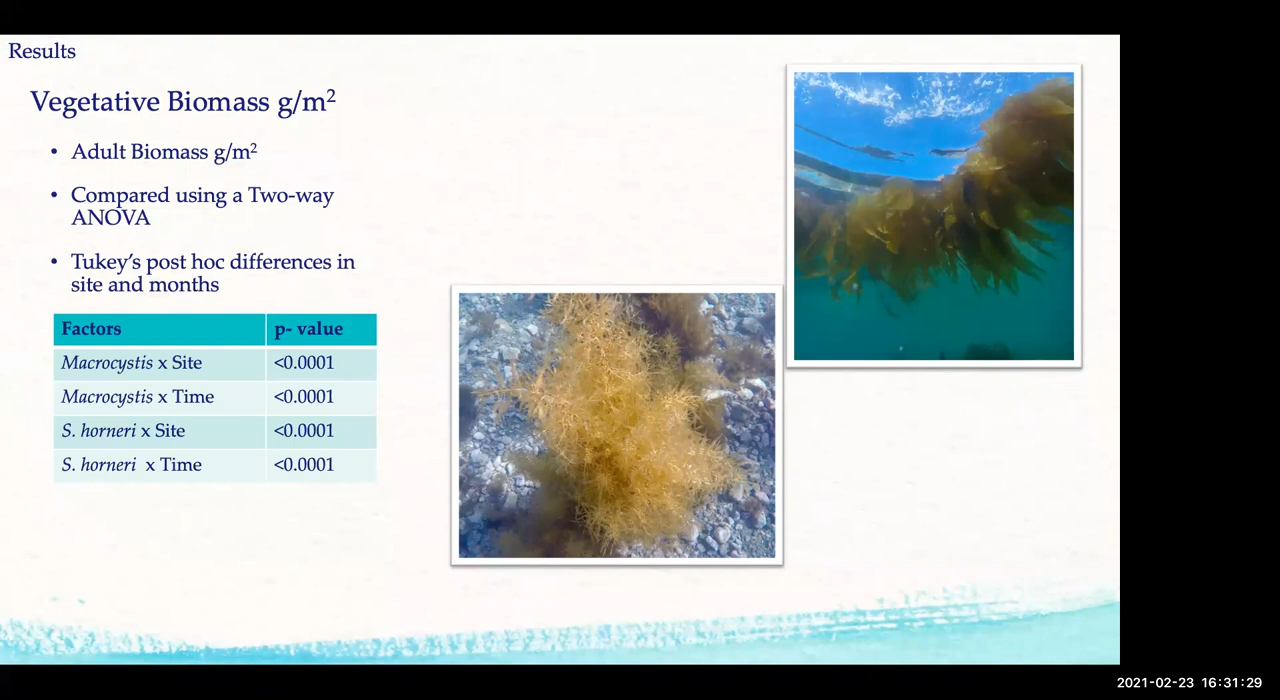 Results
Vegetative Biomass g/m²
• Adult Biomass g/m²
• Compared using a Two-way
ANOVA
• Tukey's post hoc differences in
site and months
Factors p- value
Macrocystis x Site <0.0001
Macrocystis x Time <0.0001
S. horneri x Site <0.0001
S. horneri x Time <0.0001
2021-02-23 16:31:29